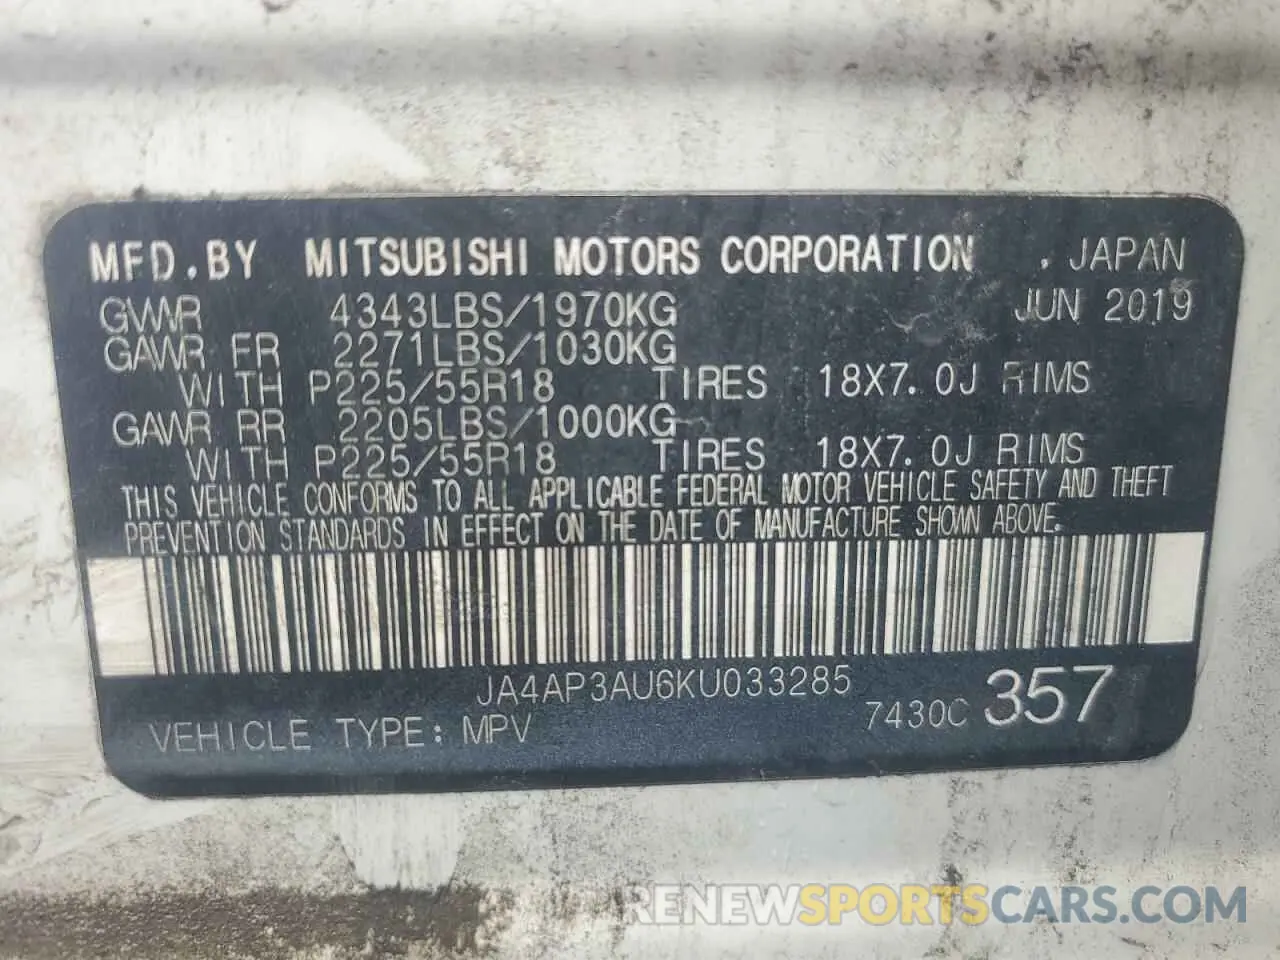 MFD.BY MITSUBISHI MOTORS CORPORATION . JAPAN
GVWR 4343LBS/1970KG JUN 2019
GAWR FR 2271LBS/1030KG
WITH P225/55R18 TIRES 18X7.0J RIMS
GAWR RR 2205LBS/1000KG
WITH P225/55R18 TIRES 18X7.0J RIMS
THIS VEHICLE CONFORMS TO ALL APPLICABLE FEDERAL MOTOR VEHICLE SAFETY AND THEFT
PREVENTION STANDARDS IN EFFECT ON THE DATE OF MANUFACTURE SHOWN ABOVE.
JA4AP3AU6KU033285
VEHICLE TYPE: MPV 7430C 357
RENEWSPORTSCARS.COM